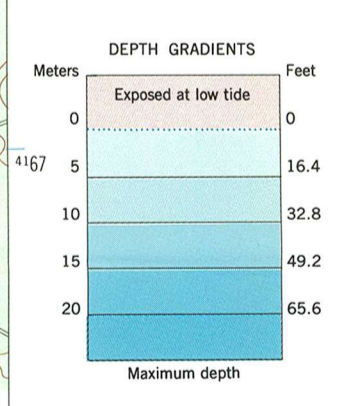 DEPTH GRADIENTS
Meters Feet
Exposed at low tide
0 0
4167
5 16.4
10 32.8
15 49.2
20 65.6
Maximum depth